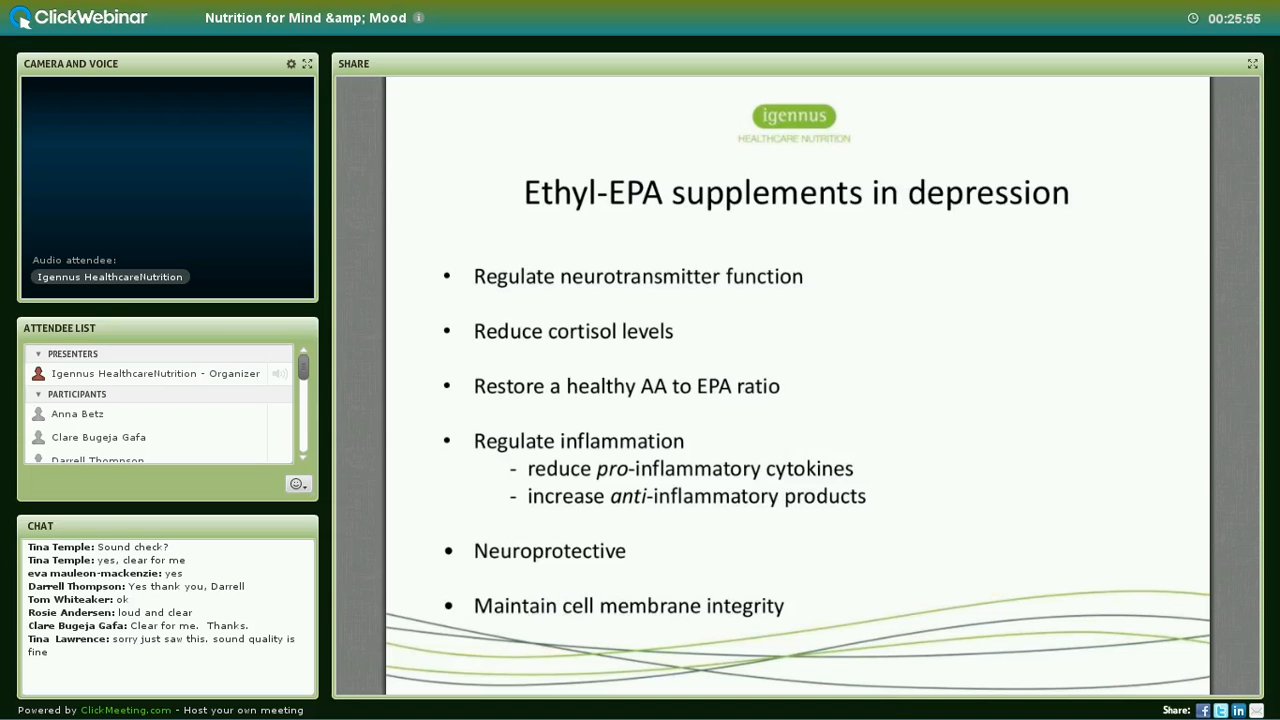 ClickWebinar
Nutrition for Mind &amp; Mood
00:25:55
CAMERA AND VOICE
Audio attendee:
Igennus HealthcareNutrition
ATTENDEE LIST
PRESENTERS
Igennus HealthcareNutrition - Organizer
PARTICIPANTS
Anna Betz
Clare Bugeja Gafa
Darrell Thompson
CHAT
Tina Temple: Sound check?
Tina Temple: yes, clear for me
eva mauleon-mackenzie: yes
Darrell Thompson: Yes thank you, Darrell
Tom Whiteaker: ok
Rosie Andersen: loud and clear
Clare Bugeja Gafa: Clear for me. Thanks.
Tina Lawrence: sorry just saw this. sound quality is
fine
SHARE
igennus
HEALTHCARE NUTRITION
Ethyl-EPA supplements in depression
• Regulate neurotransmitter function
• Reduce cortisol levels
• Restore a healthy AA to EPA ratio
• Regulate inflammation
- reduce pro-inflammatory cytokines
- increase anti-inflammatory products
• Neuroprotective
• Maintain cell membrane integrity
Powered by ClickMeeting.com - Host your own meeting
Share: